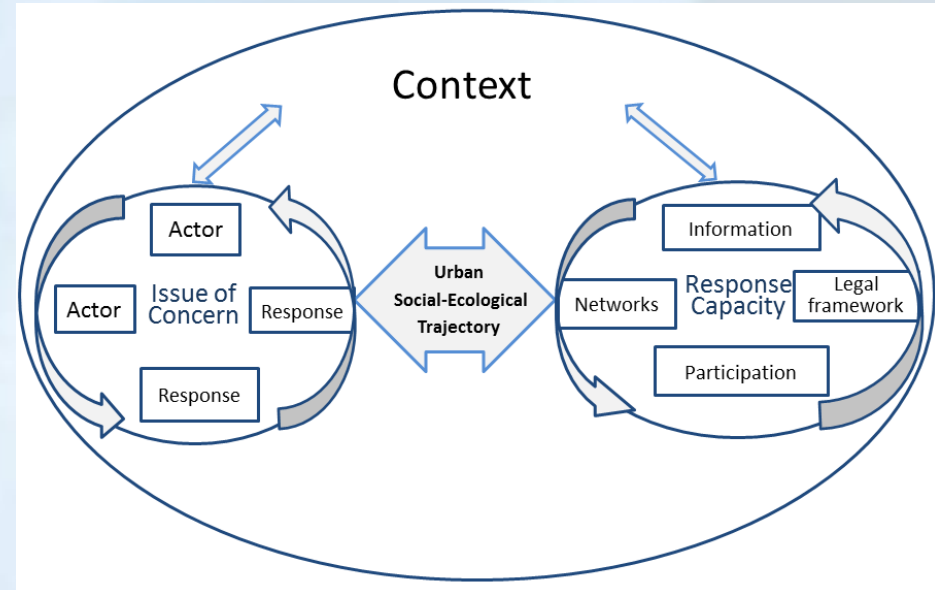 Context
Actor
Actor
Issue of
Concern
Response
Response
Urban
Social-Ecological
Trajectory
Information
Networks
Response
Capacity
Legal
framework
Participation